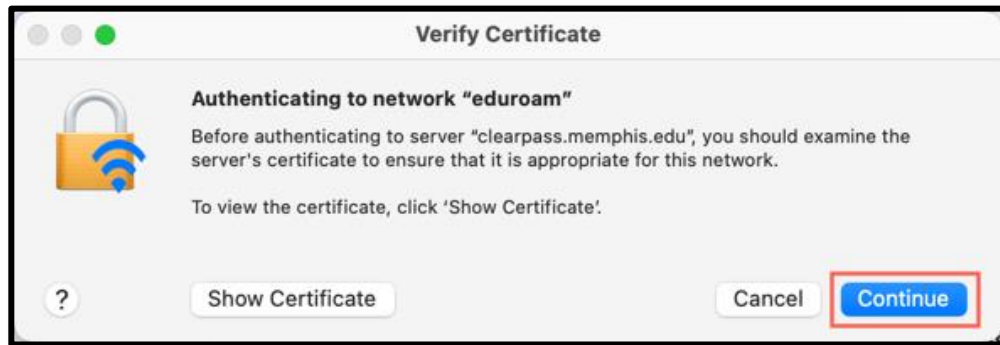 Verify Certificate
Authenticating to network “eduroam”
Before authenticating to server “clearpass.memphis.edu”, you should examine the
server's certificate to ensure that it is appropriate for this network.
To view the certificate, click ‘Show Certificate’.
? Show Certificate Cancel Continue